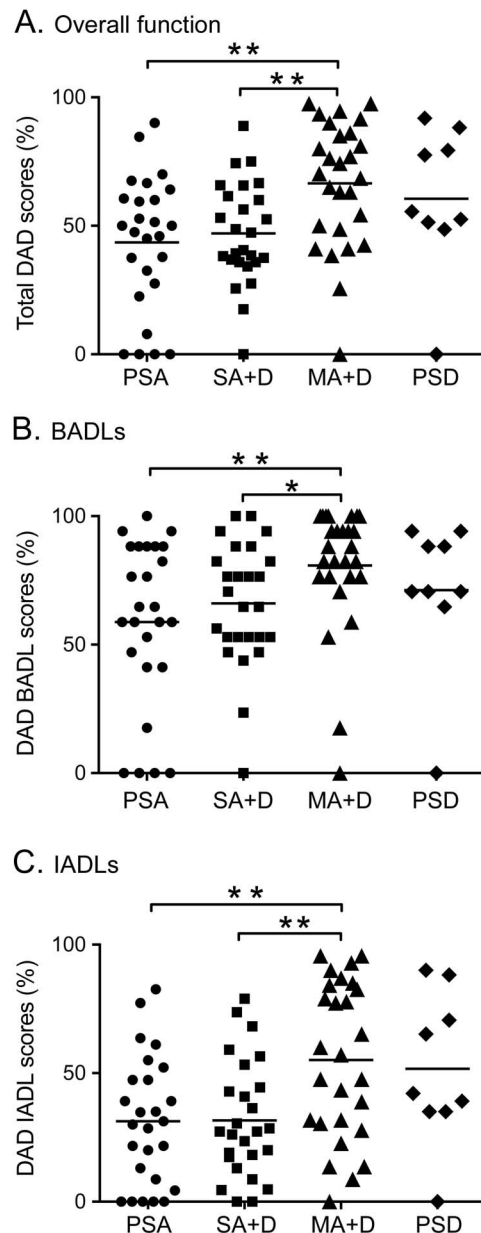 A. Overall function
**
**
Total DAD scores (%)
100
50
0
PSA SA+D MA+D PSD
B. BADLs
**
*
DAD BADL scores (%)
100
50
0
PSA SA+D MA+D PSD
C. IADLs
**
**
DAD IADL scores (%)
100
50
0
PSA SA+D MA+D PSD